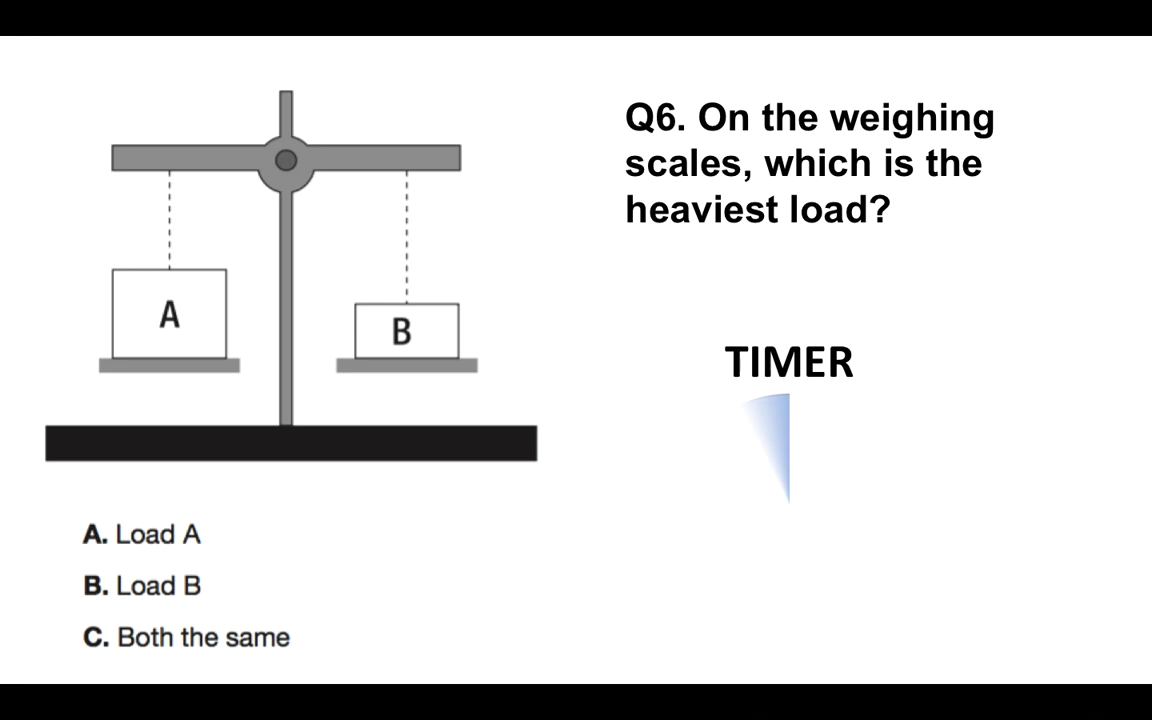 Q6. On the weighing
scales, which is the
heaviest load?
A
B
TIMER
A. Load A
B. Load B
C. Both the same